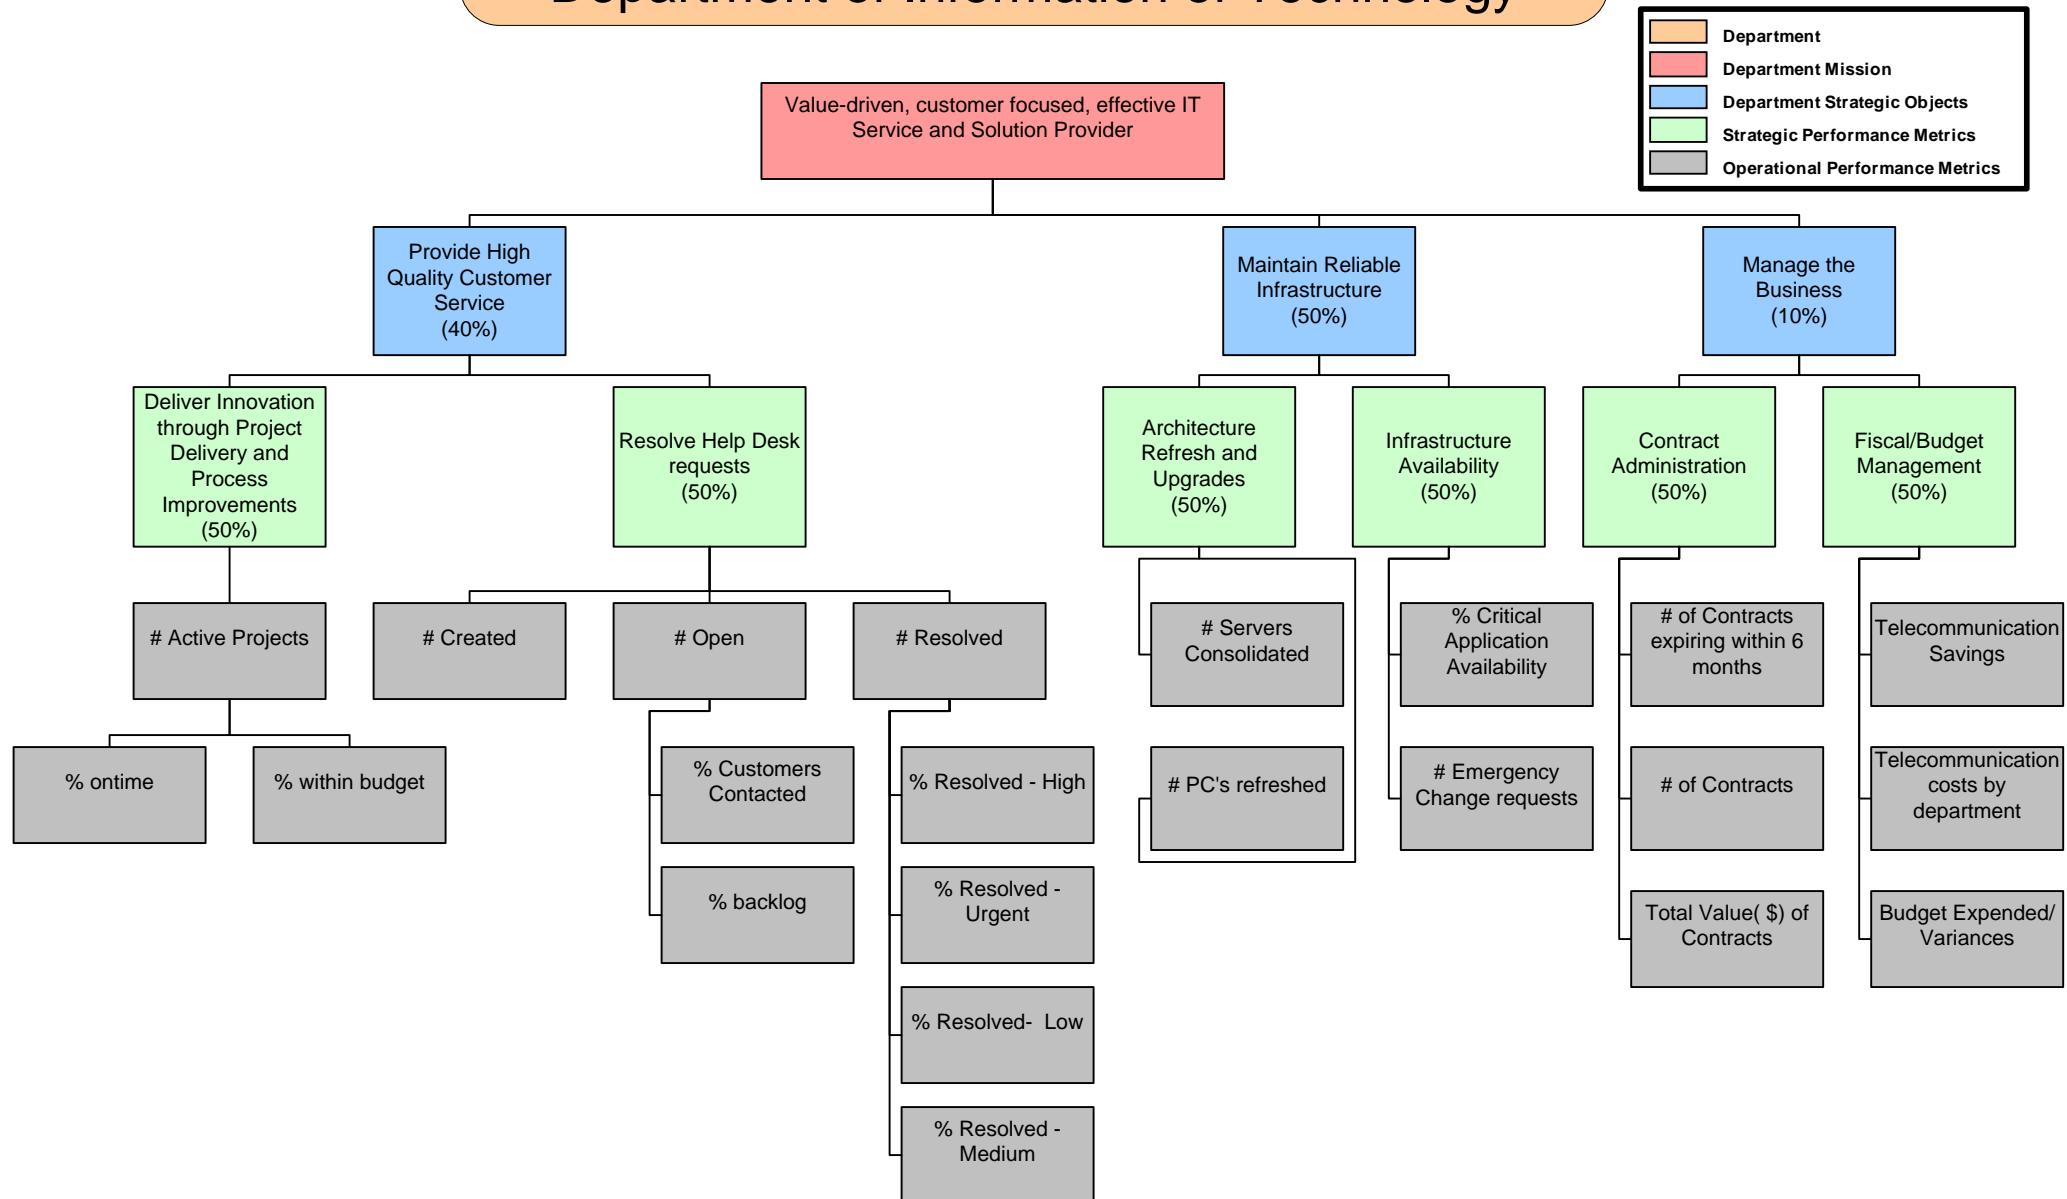 Department of Information of Technology
Department
Department Mission
Department Strategic Objects
Strategic Performance Metrics
Operational Performance Metrics
Value-driven, customer focused, effective IT
Service and Solution Provider
Provide High
Quality Customer
Service
(40%)
Maintain Reliable
Infrastructure
(50%)
Manage the
Business
(10%)
Deliver Innovation
through Project
Delivery and
Process
Improvements
(50%)
Resolve Help Desk
requests
(50%)
Architecture
Refresh and
Upgrades
(50%)
Infrastructure
Availability
(50%)
Contract
Administration
(50%)
Fiscal/Budget
Management
(50%)
# Active Projects
# Created
# Open
# Resolved
# Servers
Consolidated
% Critical
Application
Availability
# of Contracts
expiring within 6
months
Telecommunication
Savings
% ontime
% within budget
% Customers
Contacted
% Resolved - High
# PC's refreshed
# Emergency
Change requests
# of Contracts
Telecommunication
costs by
department
% backlog
% Resolved -
Urgent
Total Value( $) of
Contracts
Budget Expended/
Variances
% Resolved-  Low
% Resolved -
Medium